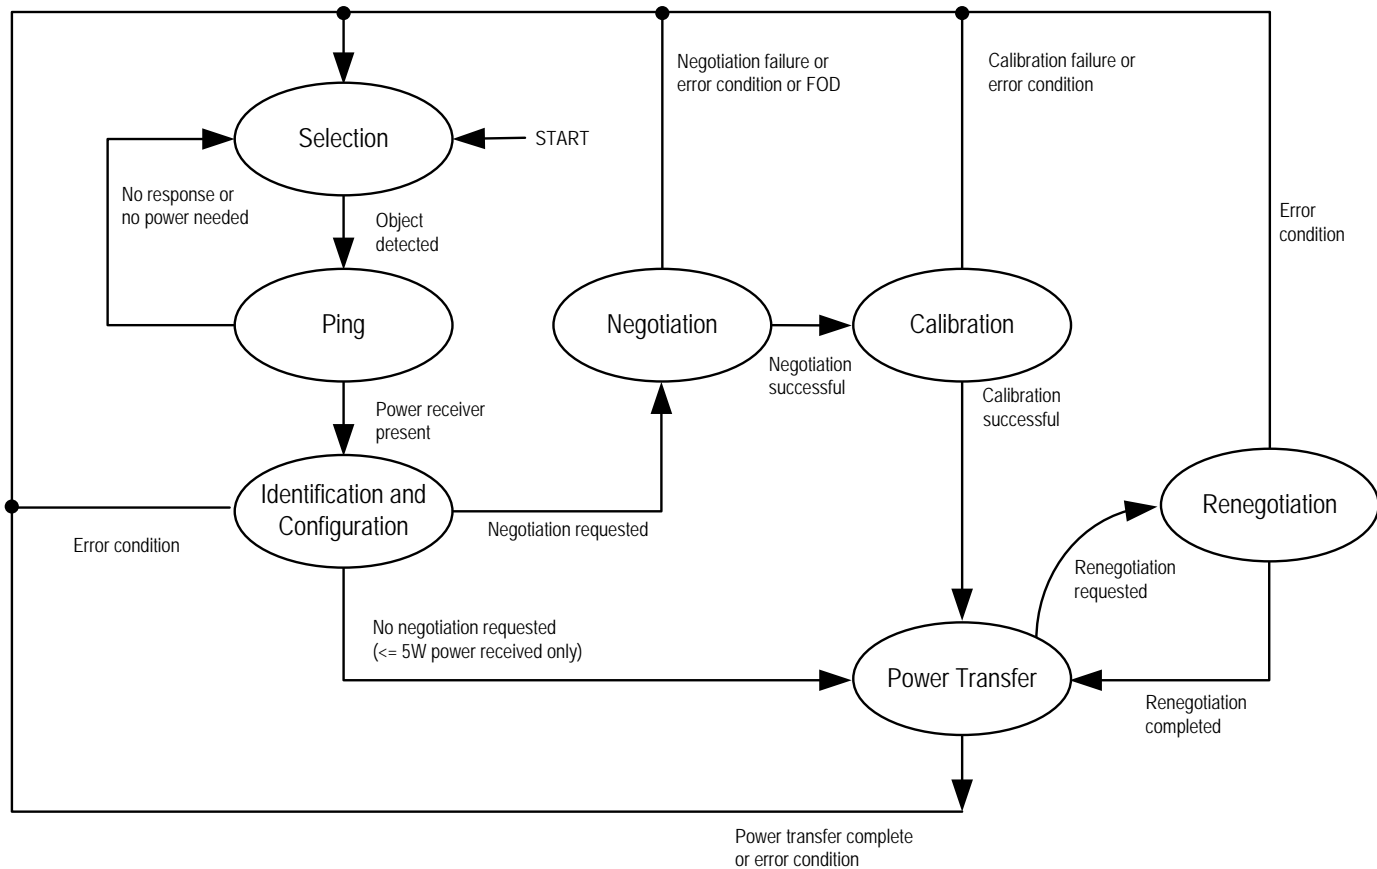 Negotiation failure or
error condition or FOD
Calibration failure or
error condition
Selection
START
No response or
no power needed
Object
detected
Error
condition
Ping
Negotiation
Calibration
Negotiation
successful
Calibration
successful
Power receiver
present
Identification and
Configuration
Negotiation requested
Error condition
Renegotiation
Renegotiation
requested
No negotiation requested
(<= 5W power received only)
Power Transfer
Renegotiation
completed
Power transfer complete
or error condition